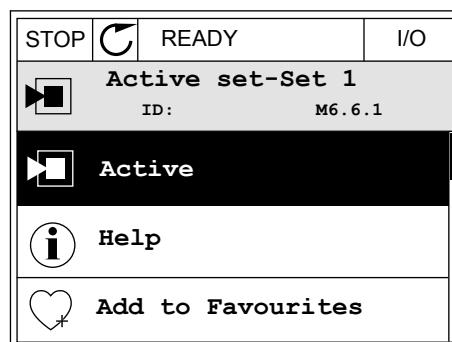 STOP READY I/O
Active set-Set 1
ID: M6.6.1
Active
Help
Add to Favourites